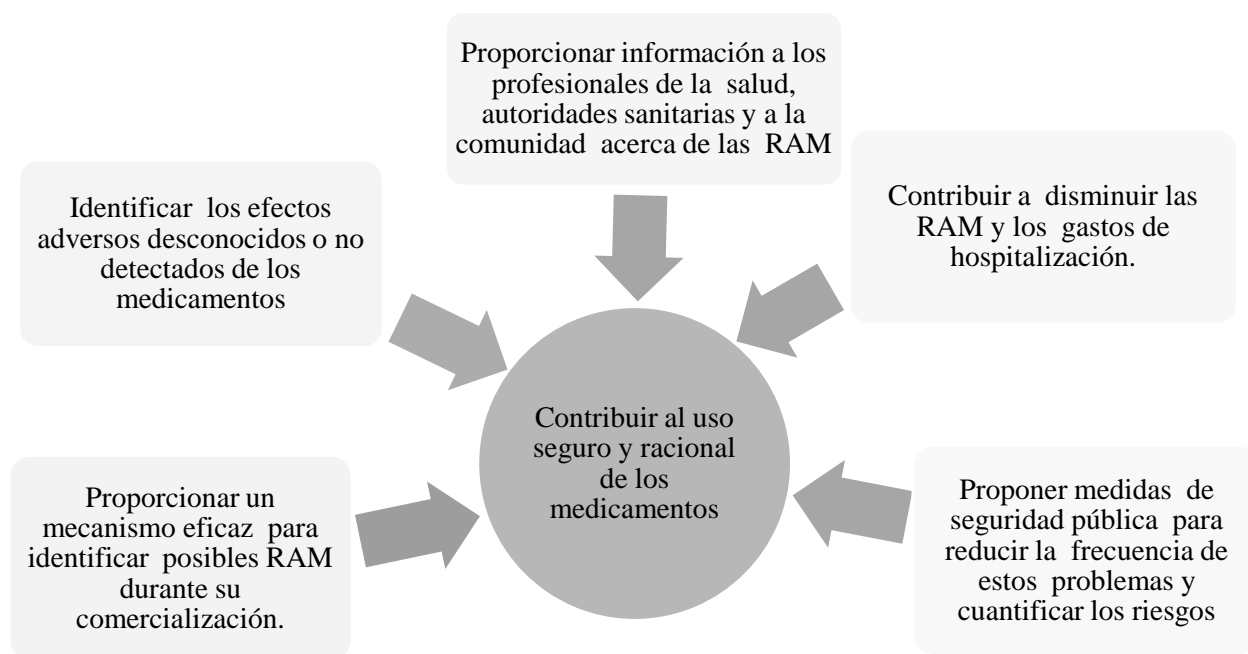 Proporcionar información a los
profesionales de la salud,
autoridades sanitarias y a la
comunidad acerca de las RAM
Identificar los efectos
adversos desconocidos o no
detectados de los
medicamentos
Contribuir a disminuir las
RAM y los gastos de
hospitalización.
Contribuir al uso
seguro y racional
de los
medicamentos
Proporcionar un
mecanismo eficaz para
identificar posibles RAM
durante su
comercialización.
Proponer medidas de
seguridad pública para
reducir la frecuencia de
estos problemas y
cuantificar los riesgos